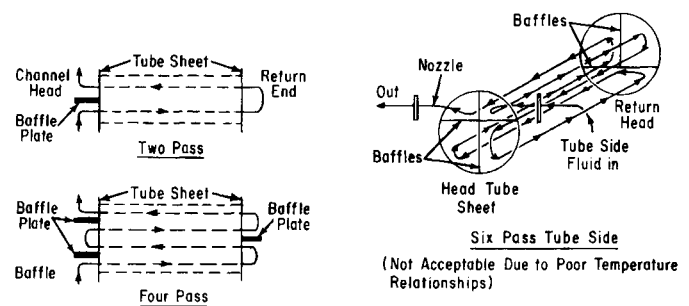 Tube Sheet
Channel
Head
Return
End
Baffle
Plate
Two Pass
Tube Sheet
Baffle
Plate
Baffle
Plate
Baffle
Four Pass
Baffles
Nozzle
Out
Return
Head
Baffles
Tube Side
Fluid in
Head Tube
Sheet
Six Pass Tube Side
(Not Acceptable Due to Poor Temperature
Relationships)